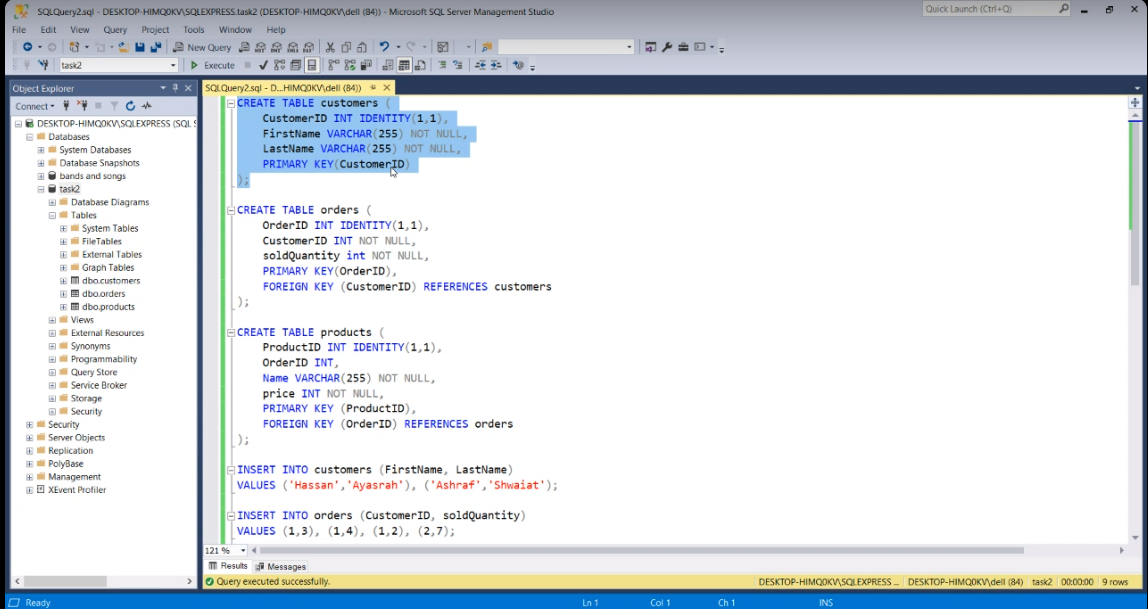 SQLQuery2.sql - DESKTOP-HIMQ0KV\SQLEXPRESS.task2 (DESKTOP-HIMQ0KV\dell (84)) - Microsoft SQL Server Management Studio
Quick Launch (Ctrl+Q)
File Edit View Query Project Tools Window Help
New Query
task2 Execute
Object Explorer
SQLQuery2.sql - D...HIMQ0KV\dell (84))
Connect
DESKTOP-HIMQ0KV\SQLEXPRESS (SQL S
Databases
System Databases
Database Snapshots
bands and songs
task2
Database Diagrams
Tables
System Tables
FileTables
External Tables
Graph Tables
dbo.customers
dbo.orders
dbo.products
Views
External Resources
Synonyms
Programmability
Query Store
Service Broker
Storage
Security
Security
Server Objects
Replication
PolyBase
Management
XEvent Profiler
CREATE TABLE customers (
CustomerID INT IDENTITY(1,1),
FirstName VARCHAR(255) NOT NULL,
LastName VARCHAR(255) NOT NULL,
PRIMARY KEY(CustomerID)
);
CREATE TABLE orders (
OrderID INT IDENTITY(1,1),
CustomerID INT NOT NULL,
soldQuantity int NOT NULL,
PRIMARY KEY(OrderID),
FOREIGN KEY (CustomerID) REFERENCES customers
);
CREATE TABLE products (
ProductID INT IDENTITY(1,1),
OrderID INT,
Name VARCHAR(255) NOT NULL,
price INT NOT NULL,
PRIMARY KEY (ProductID),
FOREIGN KEY (OrderID) REFERENCES orders
);
INSERT INTO customers (FirstName, LastName)
VALUES ('Hassan','Ayasrah'), ('Ashraf','Shwaiat');
INSERT INTO orders (CustomerID, soldQuantity)
VALUES (1,3), (1,4), (1,2), (2,7);
121 %
Results Messages
Query executed successfully. DESKTOP-HIMQ0KV\SQLEXPRESS ... DESKTOP-HIMQ0KV\dell (84) task2 00:00:00 9 rows
Ready Ln 1 Col 1 Ch 1 INS